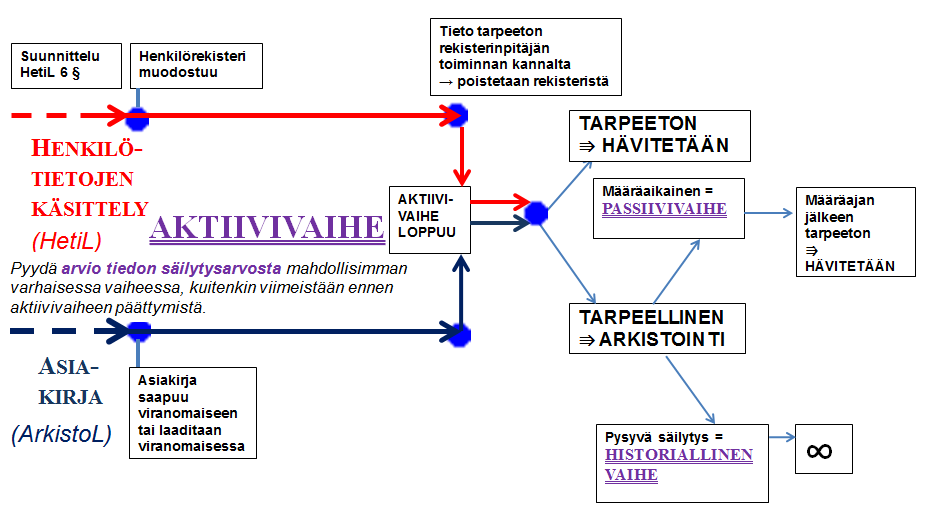 Suunnittelu
HetiL 6 §
Henkilörekisteri
muodostuu
Tieto tarpeeton
rekisterinpitäjän
toiminnan kannalta
→ poistetaan rekisteristä
HENKILÖ-
TIETOJEN
KÄSITTELY
(HetiL)
AKTIIVIVAIHE
Pyydä arvio tiedon säilytysarvosta mahdollisimman
varhaisessa vaiheessa, kuitenkin viimeistään ennen
aktiivivaiheen päättymistä.
ASIA-
KIRJA
(ArkistoL)
Asiakirja
saapuu
viranomaiseen
tai laaditaan
viranomaisessa
AKTIIVI-
VAIHE
LOPPUU
TARPEETON
⇛ HÄVITETÄÄN
Määräaikainen =
PASSIIVIVAIHE
Määräajan
jälkeen
tarpeeton
⇛
HÄVITETÄÄN
TARPEELLINEN
⇛ ARKISTOINTI
Pysyvä säilytys =
HISTORIALLINEN
VAIHE
∞